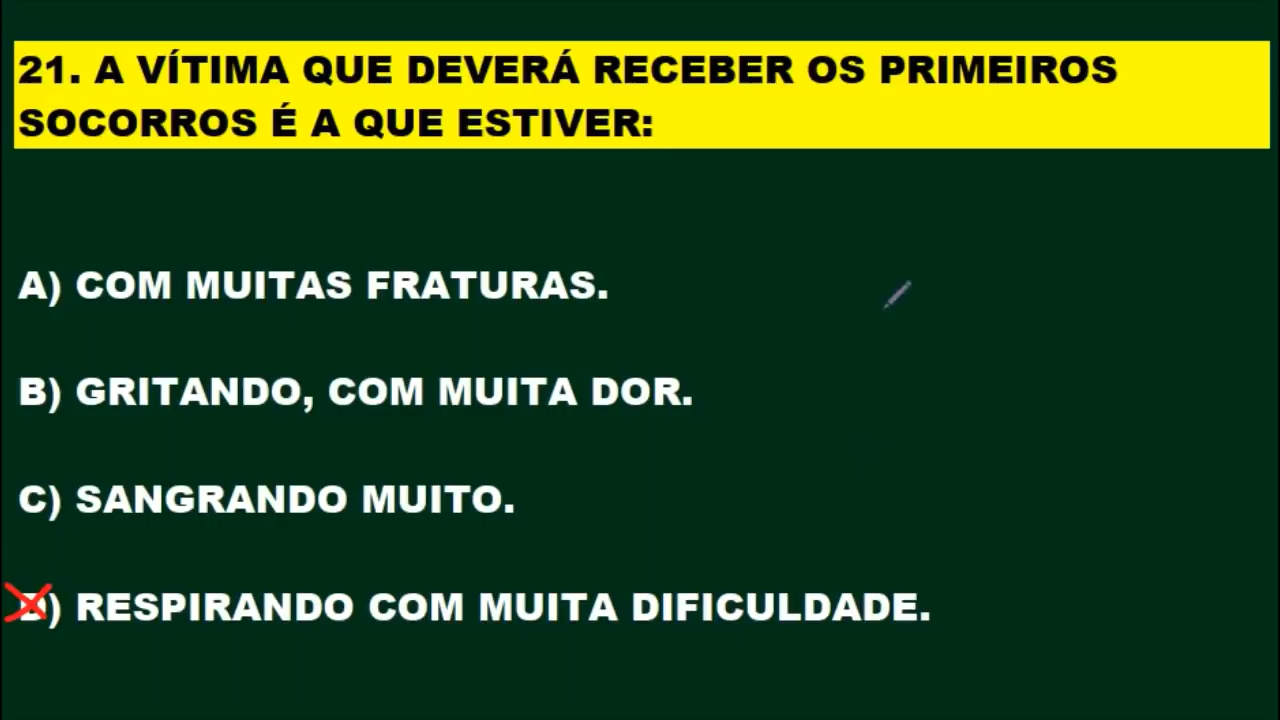 21. A VÍTIMA QUE DEVERÁ RECEBER OS PRIMEIROS
SOCORROS É A QUE ESTIVER:
A) COM MUITAS FRATURAS.
B) GRITANDO, COM MUITA DOR.
C) SANGRANDO MUITO.
D) RESPIRANDO COM MUITA DIFICULDADE.